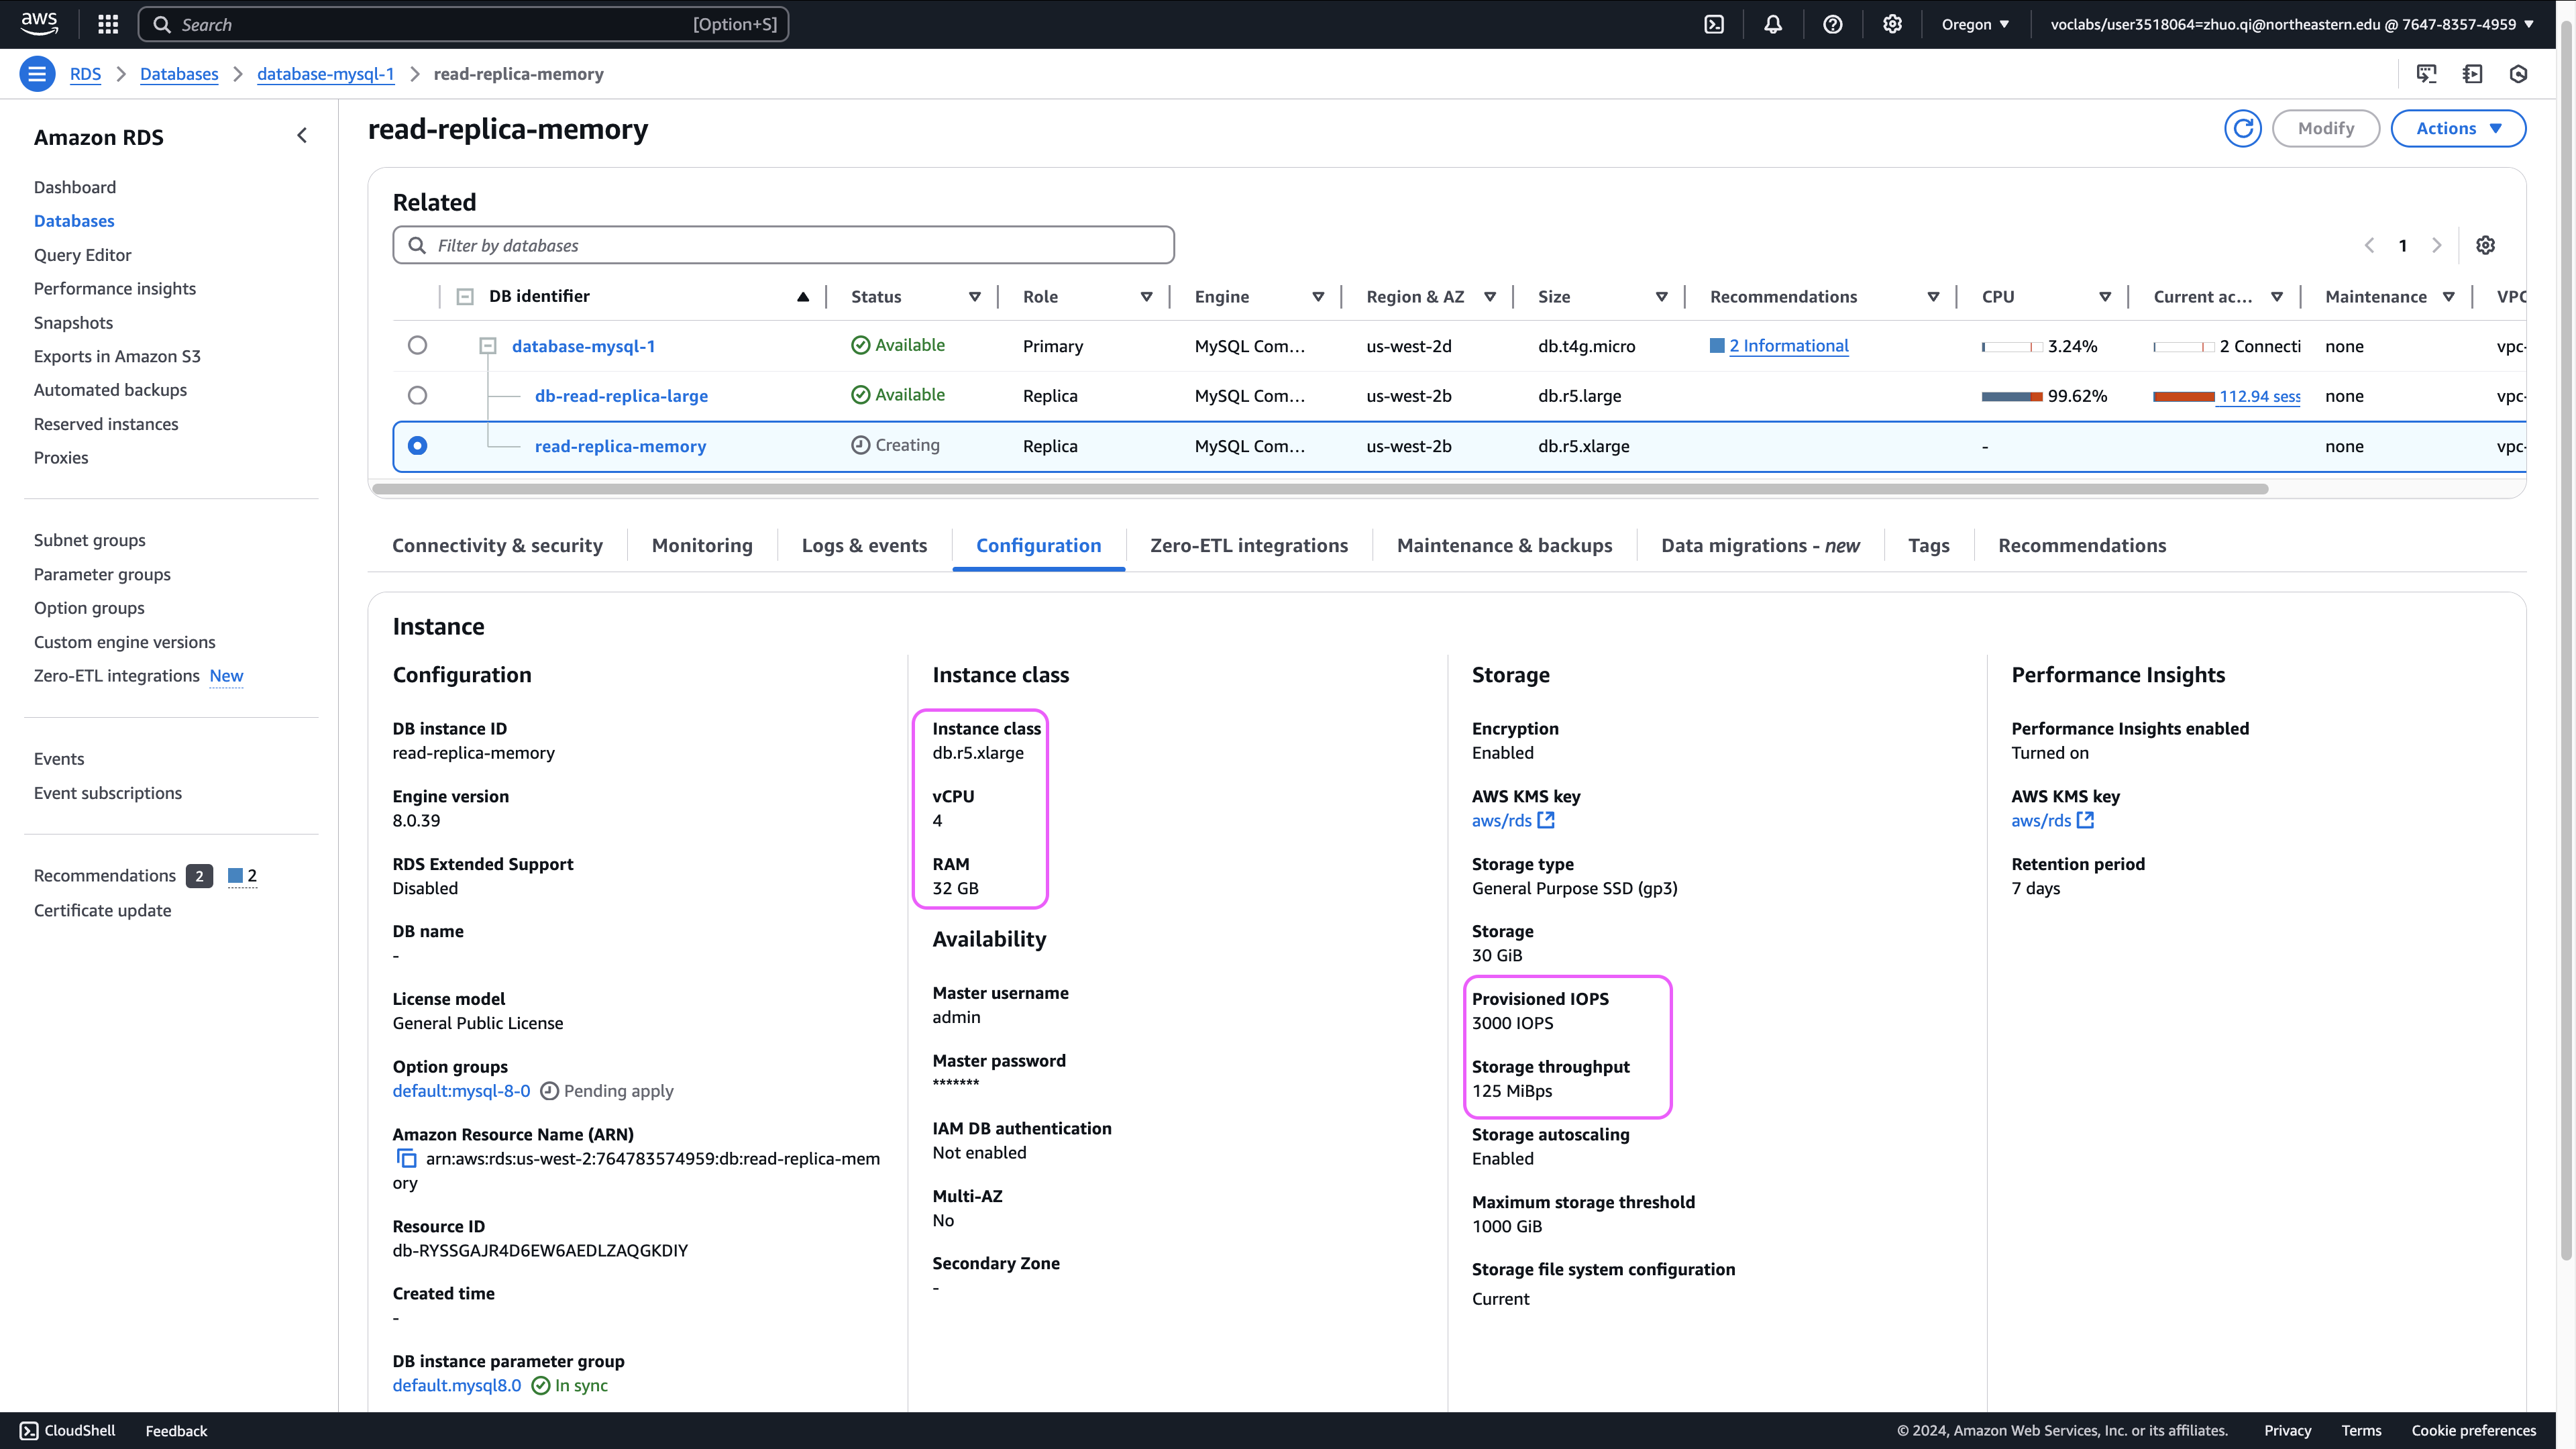 aws
Search
[Option+S]
Oregon
voclabs/user3518064=zhuo.qi@northeastern.edu @ 7647-8357-4959
RDS
Databases
database-mysql-1
read-replica-memory
Amazon RDS
Dashboard
Databases
Query Editor
Performance insights
Snapshots
Exports in Amazon S3
Automated backups
Reserved instances
Proxies
Subnet groups
Parameter groups
Option groups
Custom engine versions
Zero-ETL integrations New
Events
Event subscriptions
Recommendations 2 2
Certificate update
read-replica-memory
Modify
Actions
Related
Filter by databases
1
DB identifier Status Role Engine Region & AZ Size Recommendations CPU Current ac... Maintenance VPC
database-mysql-1 Available Primary MySQL Com... us-west-2d db.t4g.micro 2 Informational 3.24% 2 Connecti none vpc-
db-read-replica-large Available Replica MySQL Com... us-west-2b db.r5.large 99.62% 112.94 sess none vpc-
read-replica-memory Creating Replica MySQL Com... us-west-2b db.r5.xlarge - none vpc-
Connectivity & security
Monitoring
Logs & events
Configuration
Zero-ETL integrations
Maintenance & backups
Data migrations - new
Tags
Recommendations
Instance
Configuration
DB instance ID
read-replica-memory
Engine version
8.0.39
RDS Extended Support
Disabled
DB name
-
License model
General Public License
Option groups
default:mysql-8-0 Pending apply
Amazon Resource Name (ARN)
arn:aws:rds:us-west-2:764783574959:db:read-replica-mem
ory
Resource ID
db-RYSSGAJR4D6EW6AEDLZAQGKDIY
Created time
-
DB instance parameter group
default.mysql8.0 In sync
Instance class
Instance class
db.r5.xlarge
vCPU
4
RAM
32 GB
Availability
Master username
admin
Master password
*******
IAM DB authentication
Not enabled
Multi-AZ
No
Secondary Zone
-
Storage
Encryption
Enabled
AWS KMS key
aws/rds
Storage type
General Purpose SSD (gp3)
Storage
30 GiB
Provisioned IOPS
3000 IOPS
Storage throughput
125 MiBps
Storage autoscaling
Enabled
Maximum storage threshold
1000 GiB
Storage file system configuration
Current
Performance Insights
Performance Insights enabled
Turned on
AWS KMS key
aws/rds
Retention period
7 days
CloudShell
Feedback
© 2024, Amazon Web Services, Inc. or its affiliates.
Privacy
Terms
Cookie preferences